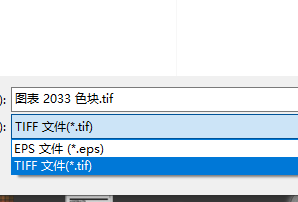 ): 图表 2033 色块.tif
): TIFF 文件(*.tif)
EPS 文件 (*.eps)
TIFF 文件(*.tif)